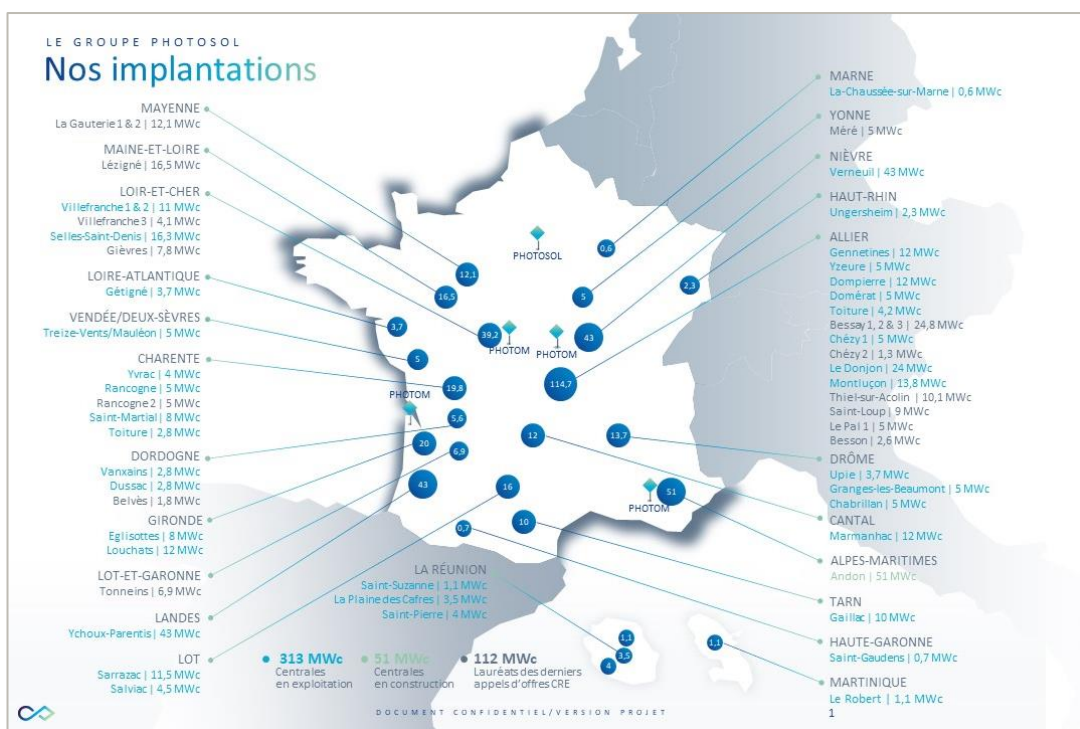 LE GROUPE PHOTOSOL
Nos implantations
MAYENNE
La Gauterie 1 & 2 | 12,1 MWc
MAINE-ET-LOIRE
Lézigné | 16,5 MWc
LOIR-ET-CHER
Villefranche 1 & 2 | 11 MWc
Villefranche 3 | 4,1 MWc
Selles-Saint-Denis | 16,3 MWc
Gièvres | 7,8 MWc
LOIRE-ATLANTIQUE
Gétigné | 3,7 MWc
VENDÉE/DEUX-SÈVRES
Treize-Vents/Mauléon | 5 MWc
CHARENTE
Yvrac | 4 MWc
Rancogne | 5 MWc
Rancogne 2 | 5 MWc
Saint-Martial | 8 MWc
Toiture | 2,8 MWc
DORDOGNE
Vanxains | 2,8 MWc
Dussac | 2,8 MWc
Belvès | 1,8 MWc
GIRONDE
Eglisottes | 8 MWc
Louchats | 12 MWc
LOT-ET-GARONNE
Tonneins | 6,9 MWc
LANDES
Ychoux-Parentis | 43 MWc
LOT
Sarrazac | 11,5 MWc
Salviac | 4,5 MWc
PHOTOSOL
0,6
12,1
2,3
16,5
5
3,7
39,2
PHOTOM
PHOTOM
43
5
19,8
114,7
PHOTOM
5,6
20
6,9
12
13,7
43
16
PHOTOM
51
0,7
10
LA RÉUNION
Saint-Suzanne | 1,1 MWc
La Plaine des Cafres | 3,5 MWc
Saint-Pierre | 4 MWc
1,1
3,5
4
1,1
313 MWc
Centrales
en exploitation
51 MWc
Centrales
en construction
112 MWc
Lauréats des derniers
appels d'offres CRE
MARNE
La-Chaussée-sur-Marne | 0,6 MWc
YONNE
Méré | 5 MWc
NIÈVRE
Verneuil | 43 MWc
HAUT-RHIN
Ungersheim | 2,3 MWc
ALLIER
Gennetines | 12 MWc
Yzeure | 5 MWc
Dompierre | 12 MWc
Domérat | 5 MWc
Toiture | 4,2 MWc
Bessay 1, 2 & 3 | 24,8 MWc
Chézy 1 | 5 MWc
Chézy 2 | 1,3 MWc
Le Donjon | 24 MWc
Montluçon | 13,8 MWc
Thiel-sur-Acolin | 10,1 MWc
Saint-Loup | 9 MWc
Le Pal 1 | 5 MWc
Besson | 2,6 MWc
DRÔME
Upie | 3,7 MWc
Granges-les-Beaumont | 5 MWc
Chabrillan | 5 MWc
CANTAL
Marmanhac | 12 MWc
ALPES-MARITIMES
Andon | 51 MWc
TARN
Gaillac | 10 MWc
HAUTE-GARONNE
Saint-Gaudens | 0,7 MWc
MARTINIQUE
Le Robert | 1,1 MWc
DOCUMENT CONFIDENTIEL/VERSION PROJET
1